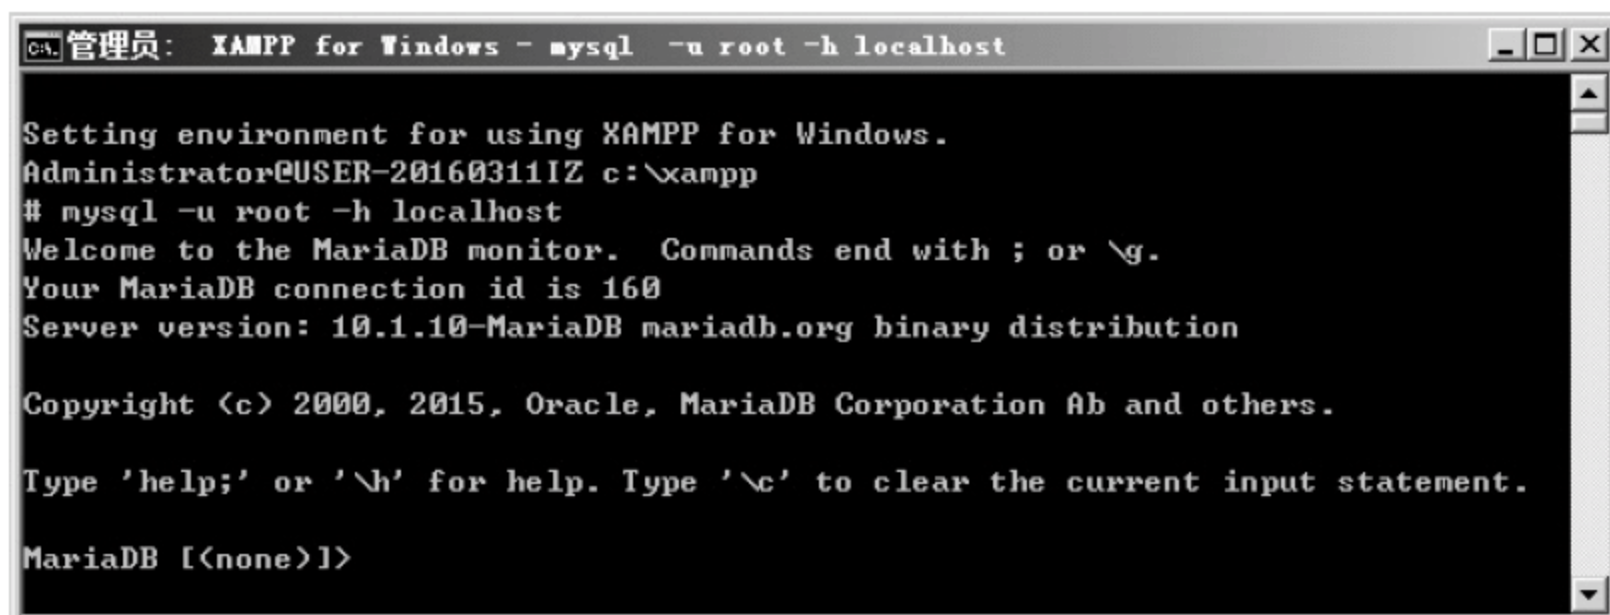 管理员: XAMPP for Windows - mysql -u root -h localhost
Setting environment for using XAMPP for Windows.
Administrator@USER-20160311IZ c:\xampp
# mysql -u root -h localhost
Welcome to the MariaDB monitor.  Commands end with ; or \g.
Your MariaDB connection id is 160
Server version: 10.1.10-MariaDB mariadb.org binary distribution
Copyright (c) 2000, 2015, Oracle, MariaDB Corporation Ab and others.
Type 'help;' or '\h' for help. Type '\c' to clear the current input statement.
MariaDB [(none)]>